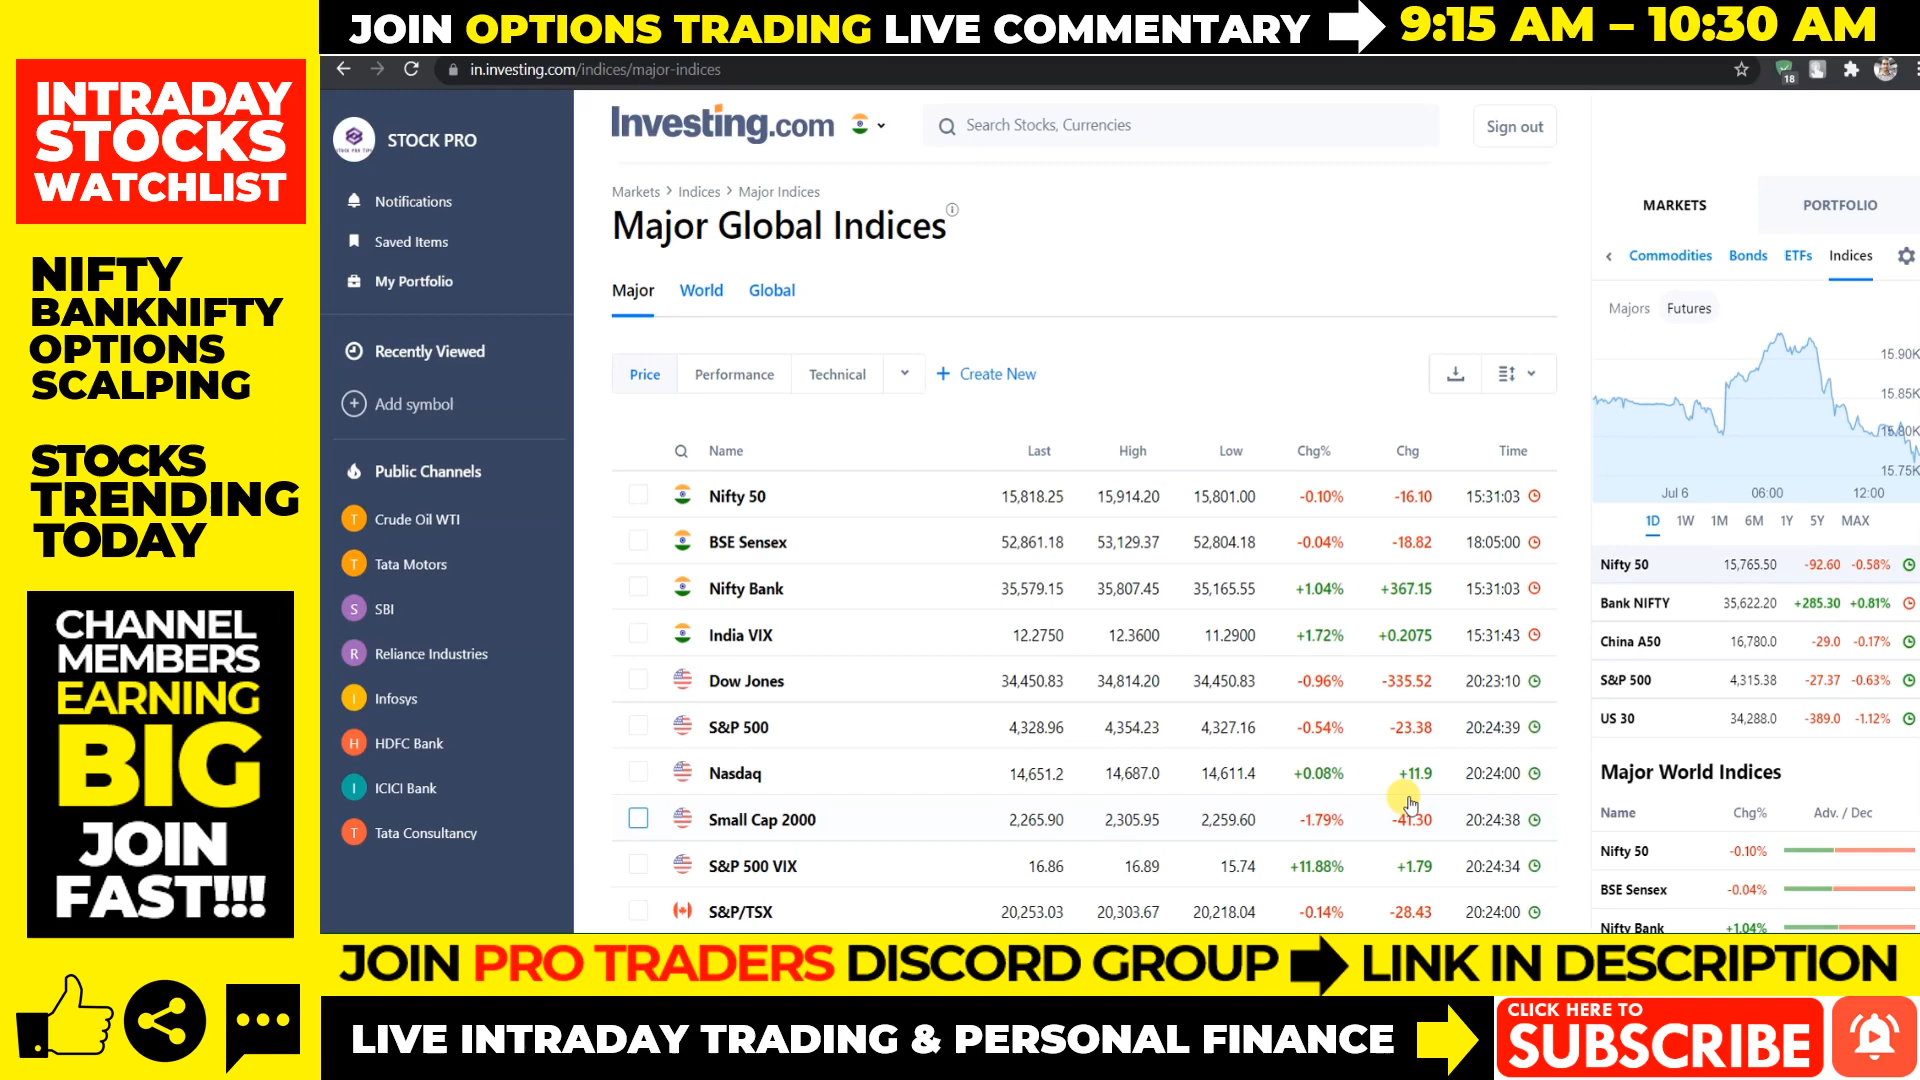 JOIN OPTIONS TRADING LIVE COMMENTARY 9:15 AM – 10:30 AM
INTRADAY
STOCKS
WATCHLIST
NIFTY
BANKNIFTY
OPTIONS
SCALPING
STOCKS
TRENDING
TODAY
CHANNEL
MEMBERS
EARNING
BIG
JOIN
FAST!!!
in.investing.com/indices/major-indices
18
STOCK PRO
Notifications
Saved Items
My Portfolio
Recently Viewed
Add symbol
Public Channels
T Crude Oil WTI
T Tata Motors
S SBI
R Reliance Industries
I Infosys
H HDFC Bank
I ICICI Bank
T Tata Consultancy
Investing.com
Search Stocks, Currencies
Sign out
Markets > Indices > Major Indices
Major Global Indices
Major World Global
Price Performance Technical + Create New
Name Last High Low Chg% Chg Time
Nifty 50 15,818.25 15,914.20 15,801.00 -0.10% -16.10 15:31:03
BSE Sensex 52,861.18 53,129.37 52,804.18 -0.04% -18.82 18:05:00
Nifty Bank 35,579.15 35,807.45 35,165.55 +1.04% +367.15 15:31:03
India VIX 12.2750 12.3600 11.2900 +1.72% +0.2075 15:31:43
Dow Jones 34,450.83 34,814.20 34,450.83 -0.96% -335.52 20:23:10
S&P 500 4,328.96 4,354.23 4,327.16 -0.54% -23.38 20:24:39
Nasdaq 14,651.2 14,687.0 14,611.4 +0.08% +11.9 20:24:00
Small Cap 2000 2,265.90 2,305.95 2,259.60 -1.79% -41.30 20:24:38
S&P 500 VIX 16.86 16.89 15.74 +11.88% +1.79 20:24:34
S&P/TSX 20,253.03 20,303.67 20,218.04 -0.14% -28.43 20:24:00
MARKETS PORTFOLIO
Commodities Bonds ETFs Indices
Majors Futures
15.90K
15.85K
15.80K
15.75K
Jul 6 06:00 12:00
1D 1W 1M 6M 1Y 5Y MAX
Nifty 50 15,765.50 -92.60 -0.58%
Bank NIFTY 35,622.20 +285.30 +0.81%
China A50 16,780.0 -29.0 -0.17%
S&P 500 4,315.38 -27.37 -0.63%
US 30 34,288.0 -389.0 -1.12%
Major World Indices
Name Chg% Adv. / Dec
Nifty 50 -0.10%
BSE Sensex -0.04%
Nifty Bank +1.04%
JOIN PRO TRADERS DISCORD GROUP LINK IN DESCRIPTION
LIVE INTRADAY TRADING & PERSONAL FINANCE
CLICK HERE TO
SUBSCRIBE